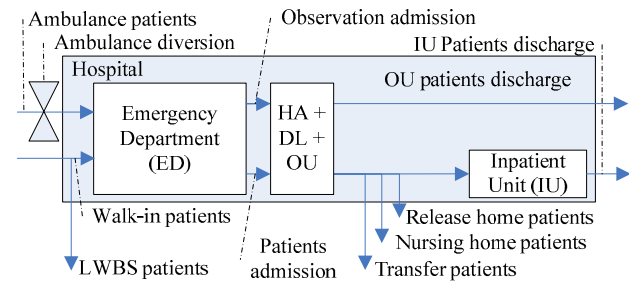 Ambulance patients
Observation admission
Ambulance diversion
IU Patients discharge
Hospital
OU patients discharge
Emergency
Department
(ED)
HA +
DL +
OU
Inpatient
Unit (IU)
Walk-in patients
Release home patients
Patients
admission
Nursing home patients
LWBS patients
Transfer patients